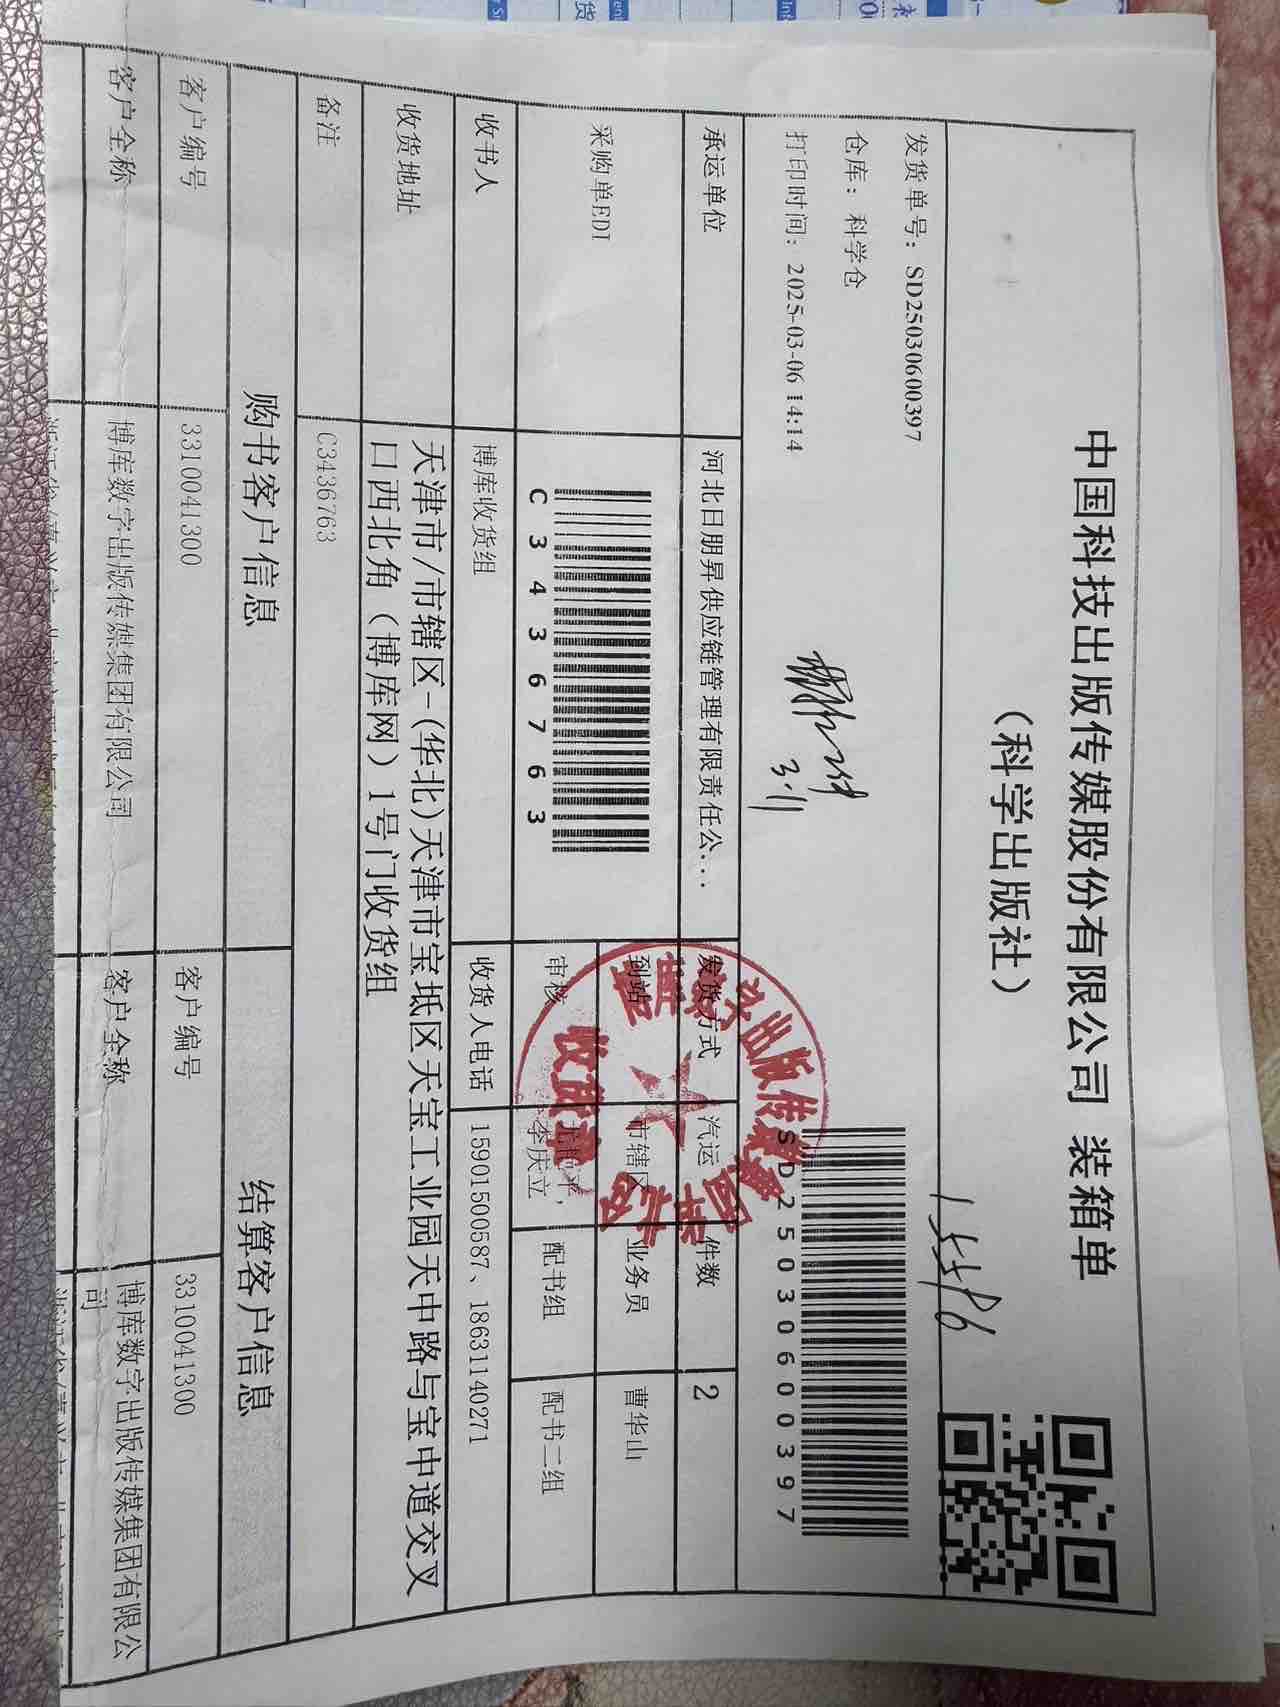 中国科技出版传媒股份有限公司 装箱单
（科学出版社）
发货单号：SD25030600397
仓库：科学仓
打印时间：2025-03-06 14:14
3.11
SD25030600397
承运单位 河北日朋昇供应链管理有限责任公... 发货方式 汽运 件数 2
采购单EDI C3436763 到站 市辖区 业务员 曹华山
审核 李庆立 配书组 配书二组
收书人 博库收货组 收货人电话 15901500587、18631140271
收货地址 天津市/市辖区-(华北)天津市宝坻区天宝工业园天中路与宝中道交叉
口西北角（博库网）1号门收货组
备注 C3436763
购书客户信息 结算客户信息
客户编号 3310041300 客户编号 3310041300
客户全称 博库数字出版传媒集团有限公司 客户全称 博库数字出版传媒集团有限公
司